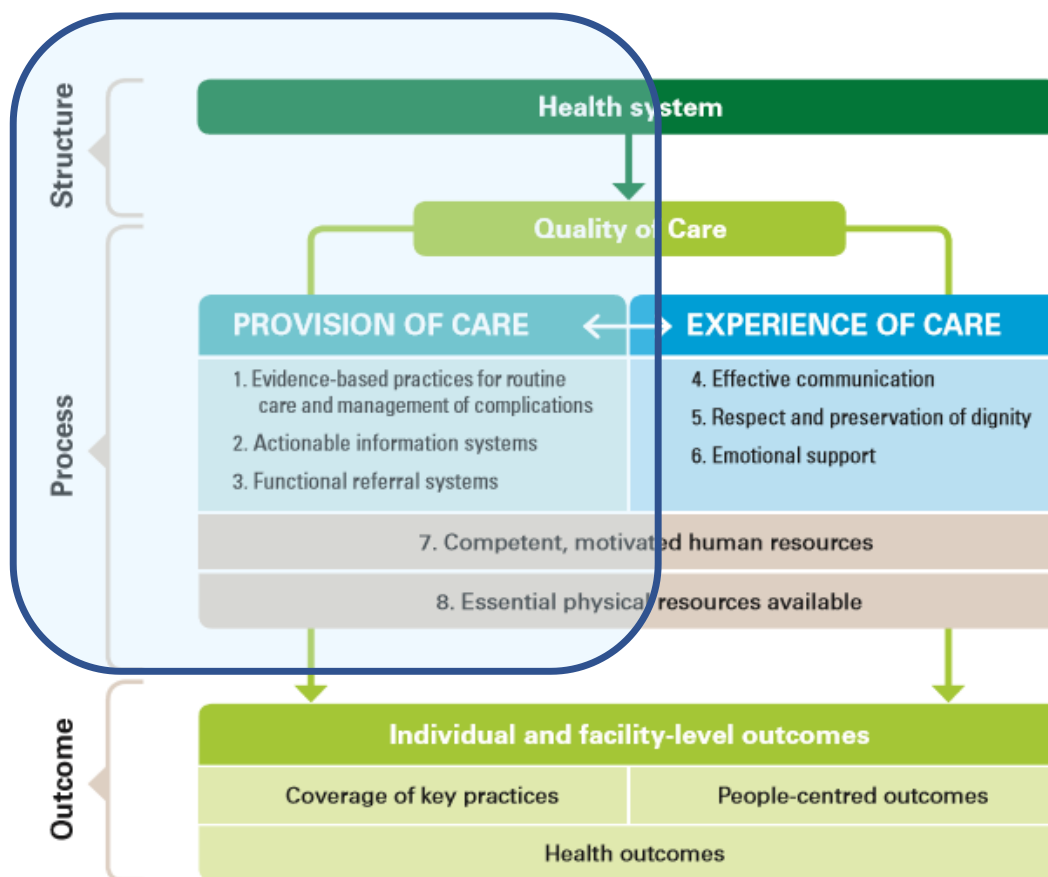 Structure
Health system
Quality of Care
Process
PROVISION OF CARE
1. Evidence-based practices for routine
care and management of complications
2. Actionable information systems
3. Functional referral systems
EXPERIENCE OF CARE
4. Effective communication
5. Respect and preservation of dignity
6. Emotional support
7. Competent, motivated human resources
8. Essential physical resources available
Outcome
Individual and facility-level outcomes
Coverage of key practices
People-centred outcomes
Health outcomes